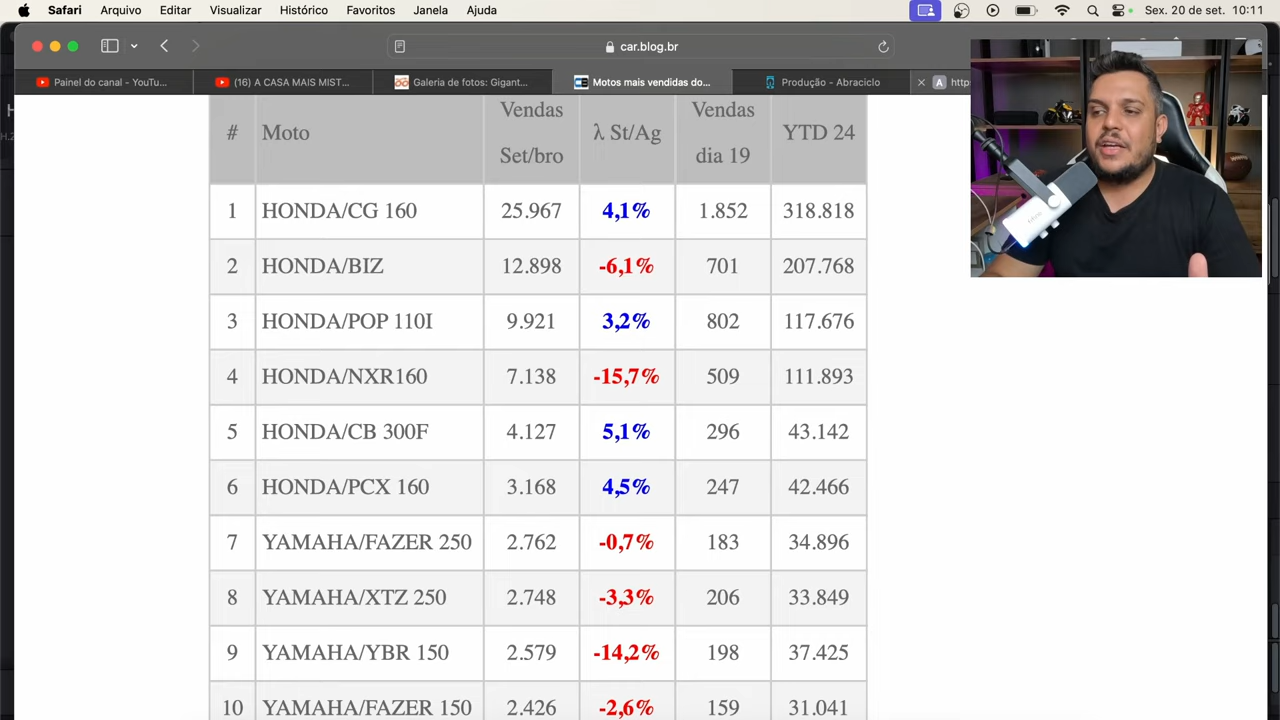 Safari Arquivo Editar Visualizar Histórico Favoritos Janela Ajuda Sex. 20 de set. 10:11
car.blog.br
Painel do canal - YouTu... (16) A CASA MAIS MIST... Galeria de fotos: Gigant... Motos mais vendidas do... Produção - Abraciclo A
# Moto Vendas Set/bro λ St/Ag Vendas dia 19 YTD 24
1 HONDA/CG 160 25.967 4,1% 1.852 318.818
2 HONDA/BIZ 12.898 -6,1% 701 207.768
3 HONDA/POP 110I 9.921 3,2% 802 117.676
4 HONDA/NXR160 7.138 -15,7% 509 111.893
5 HONDA/CB 300F 4.127 5,1% 296 43.142
6 HONDA/PCX 160 3.168 4,5% 247 42.466
7 YAMAHA/FAZER 250 2.762 -0,7% 183 34.896
8 YAMAHA/XTZ 250 2.748 -3,3% 206 33.849
9 YAMAHA/YBR 150 2.579 -14,2% 198 37.425
10 YAMAHA/FAZER 150 2.426 -2,6% 159 31.041